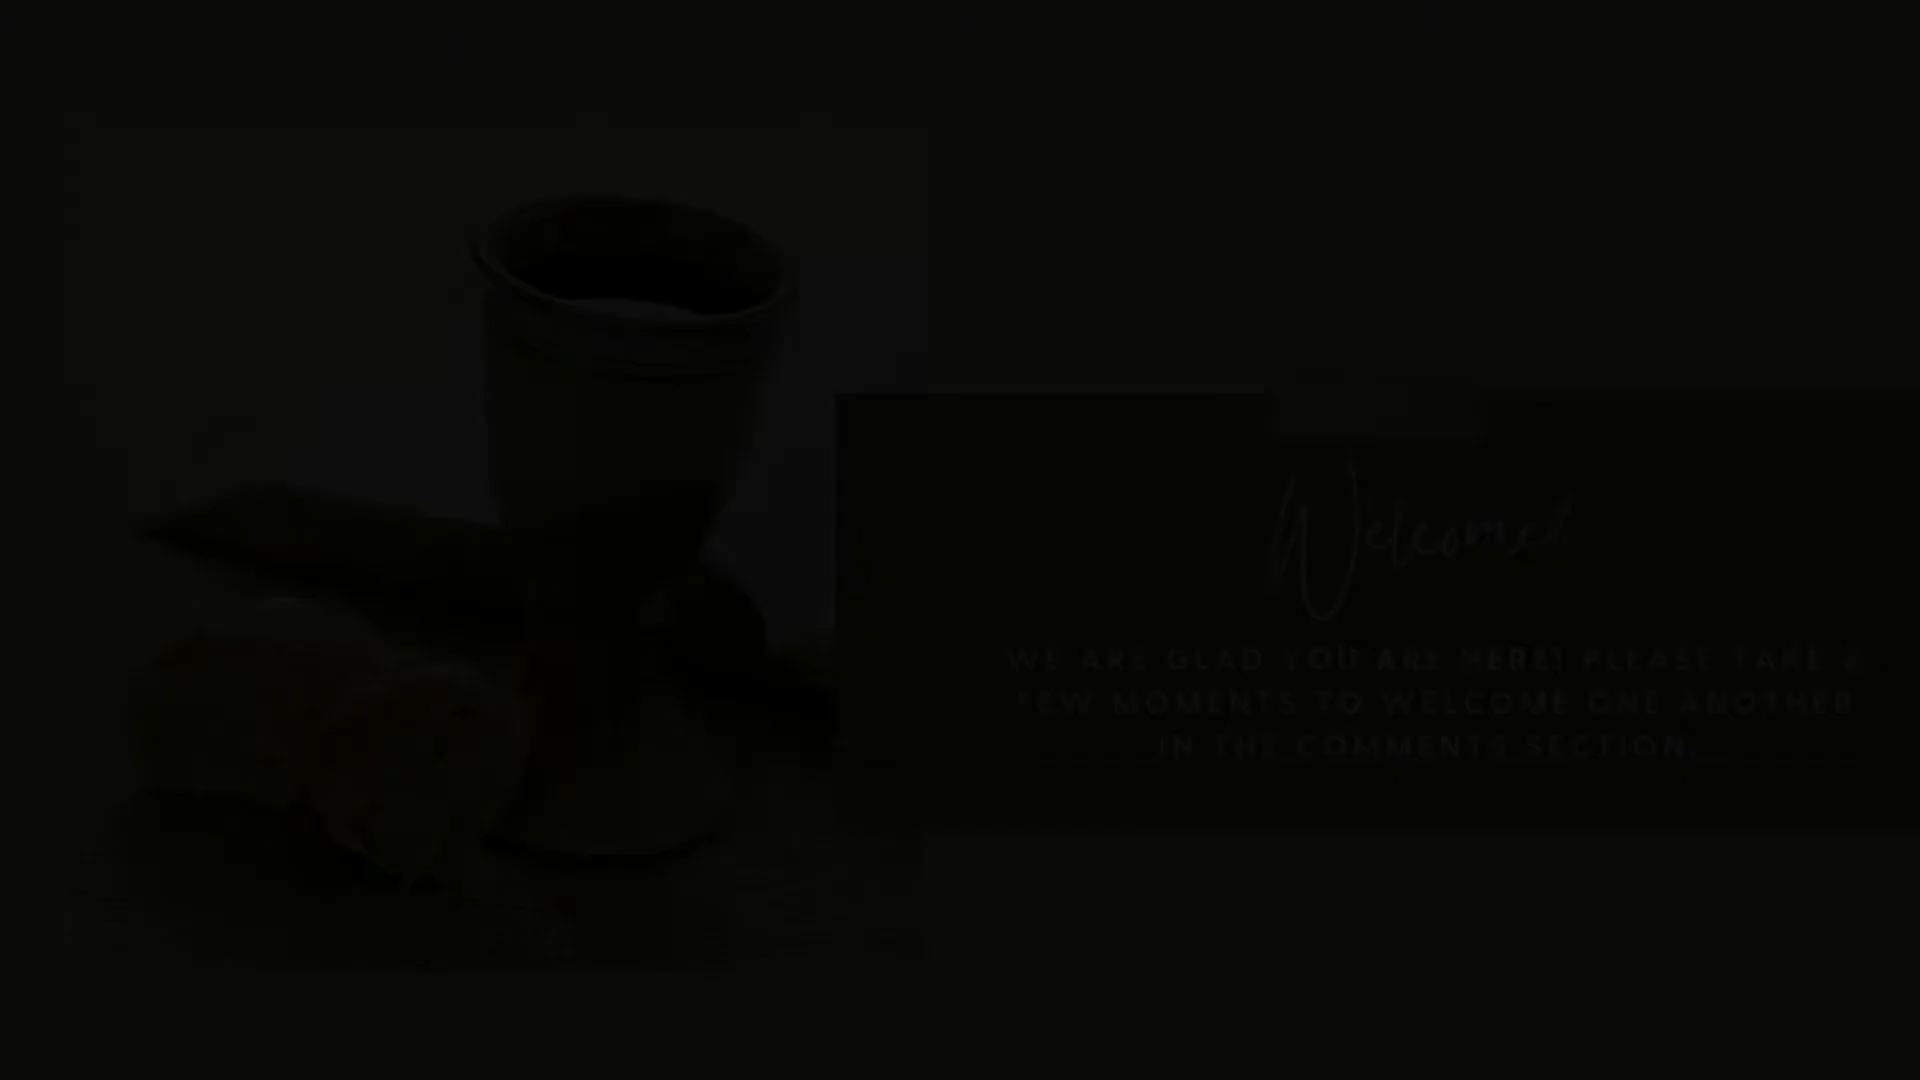 Welcome!
WE ARE GLAD YOU ARE HERE! PLEASE TAKE A
FEW MOMENTS TO WELCOME ONE ANOTHER
IN THE COMMENTS SECTION.